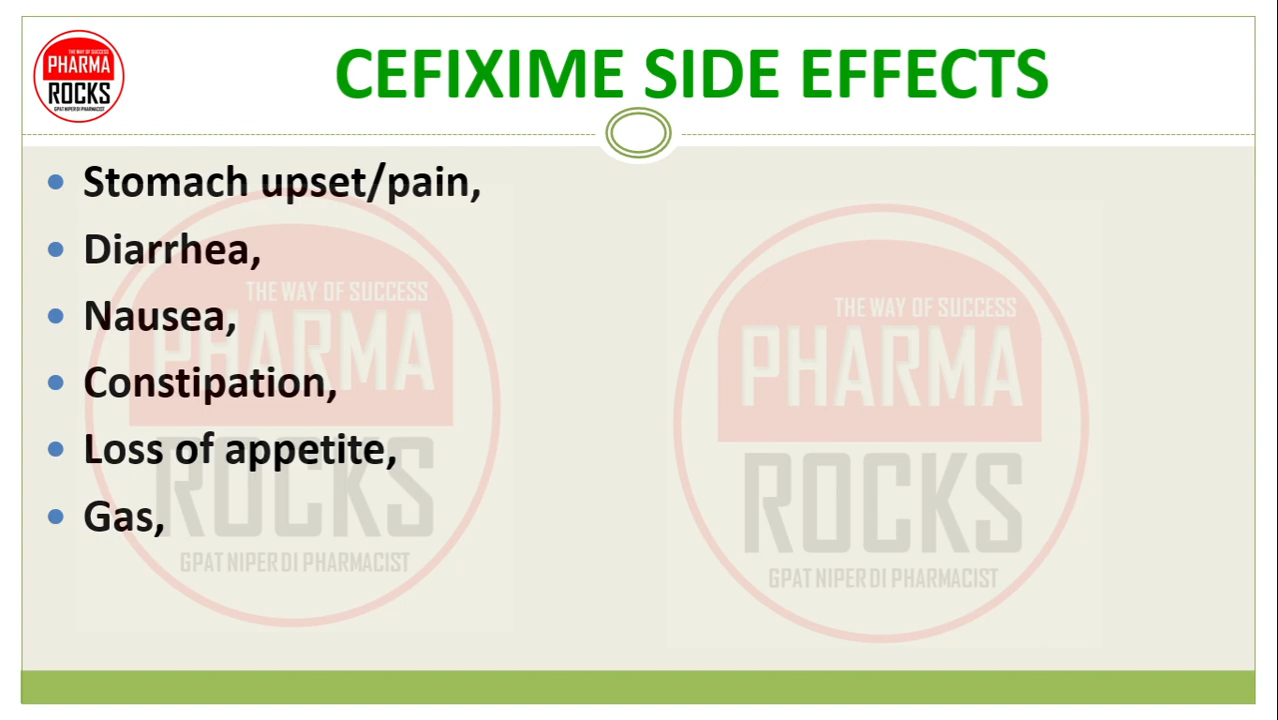 THE WAY OF SUCCESS
PHARMA
ROCKS
GPAT NIPER DI PHARMACIST
CEFIXIME SIDE EFFECTS
• Stomach upset/pain,
• Diarrhea,
• Nausea,
• Constipation,
• Loss of appetite,
• Gas,
THE WAY OF SUCCESS
PHARMA
ROCKS
GPAT NIPER DI PHARMACIST
THE WAY OF SUCCESS
PHARMA
ROCKS
GPAT NIPER DI PHARMACIST